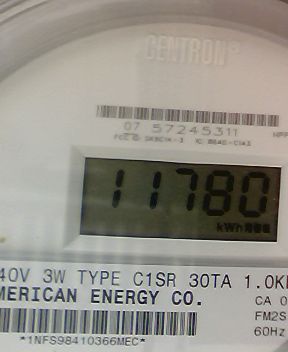 CENTRON®
07 57245311
11780
kWh
40V 3W TYPE C1SR 30TA 1.0K
MERICAN ENERGY CO.
CA 0
FM2S
60Hz
*1NFS98410366MEC*